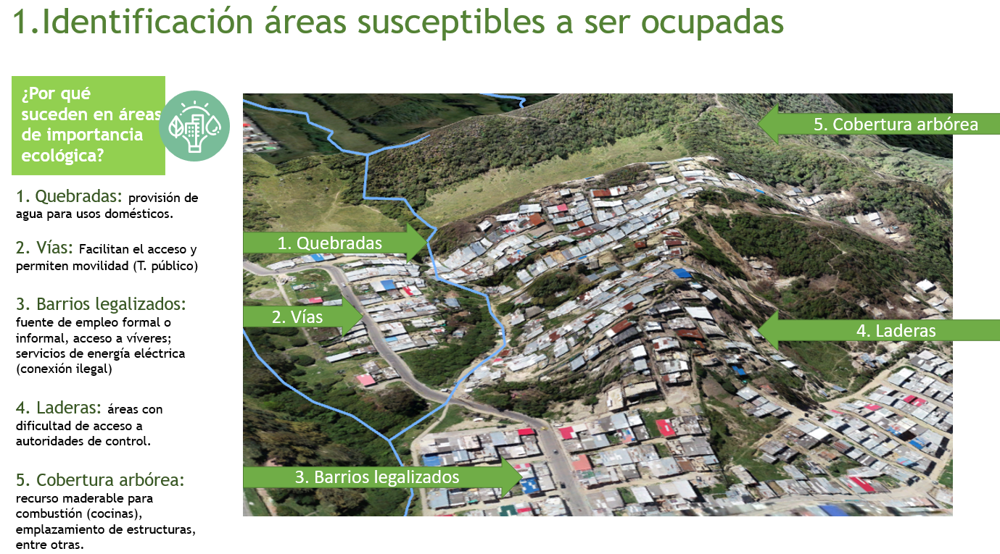 1.Identificación áreas susceptibles a ser ocupadas
¿Por qué
suceden en áreas
de importancia
ecológica?
1. Quebradas: provisión de
agua para usos domésticos.
2. Vías: Facilitan el acceso y
permiten movilidad (T. público)
3. Barrios legalizados:
fuente de empleo formal o
informal, acceso a víveres;
servicios de energía eléctrica
(conexión ilegal)
4. Laderas: áreas con
dificultad de acceso a
autoridades de control.
5. Cobertura arbórea:
recurso maderable para
combustión (cocinas),
emplazamiento de estructuras,
entre otras.
5. Cobertura arbórea
1. Quebradas
2. Vías
4. Laderas
3. Barrios legalizados